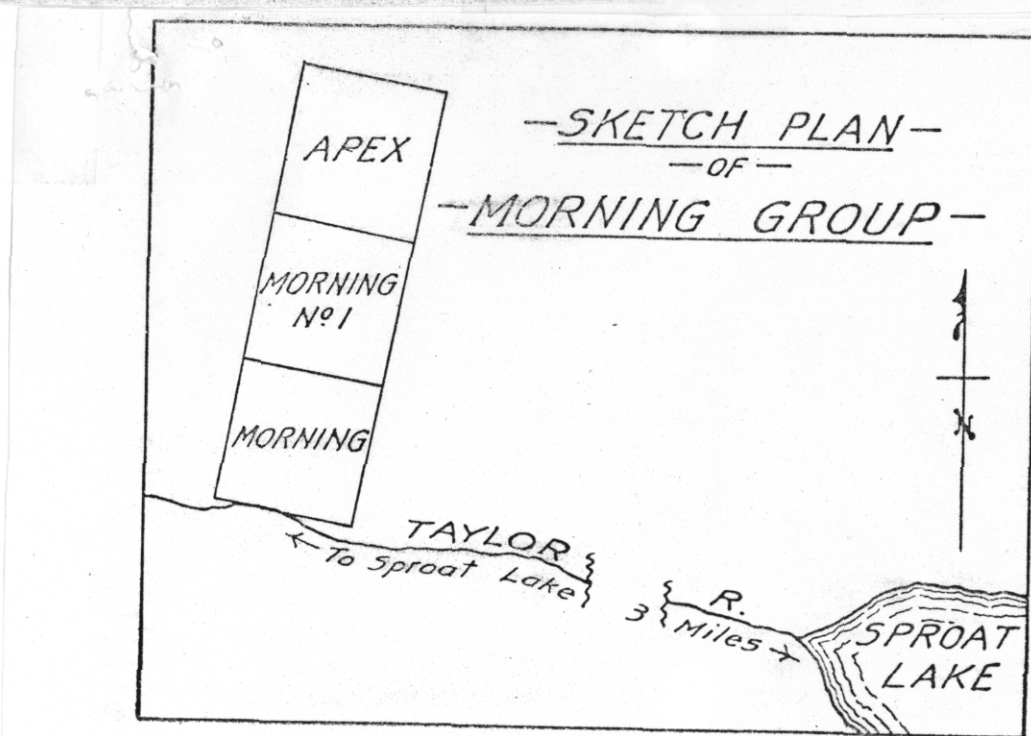 —SKETCH PLAN—
—OF—
—MORNING GROUP—
APEX
MORNING
Nº 1
MORNING
N
TAYLOR R.
← To Sproat Lake 3 Miles →
SPROAT
LAKE